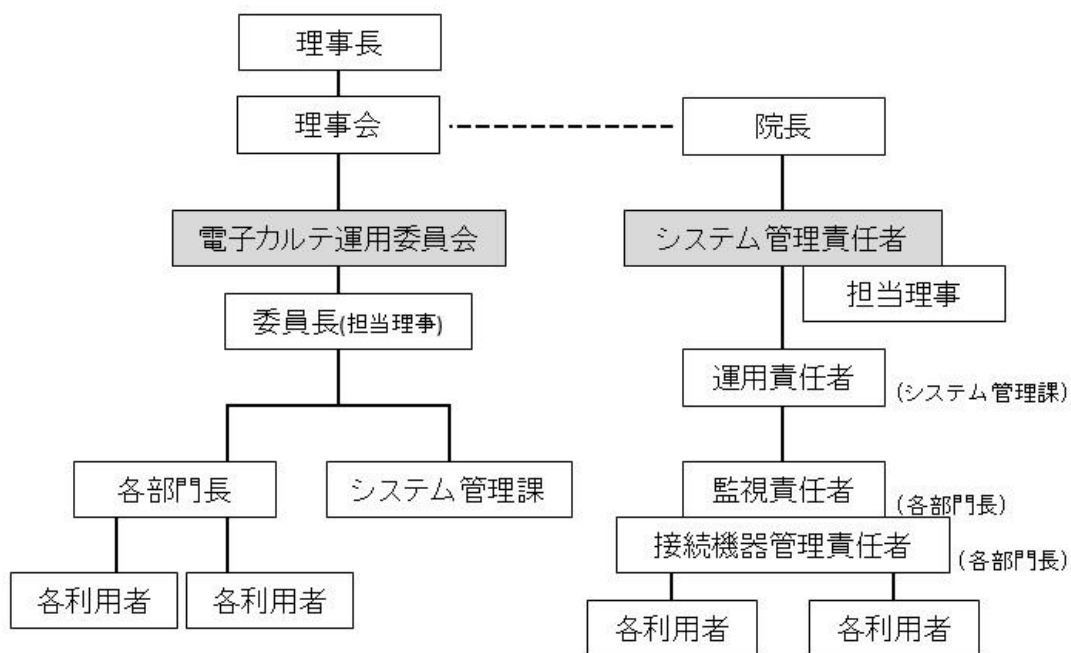 理事長
理事会
院長
電子カルテ運用委員会
システム管理責任者
担当理事
委員長(担当理事)
運用責任者
(システム管理課)
各部門長
システム管理課
監視責任者
(各部門長)
接続機器管理責任者
(各部門長)
各利用者
各利用者
各利用者
各利用者